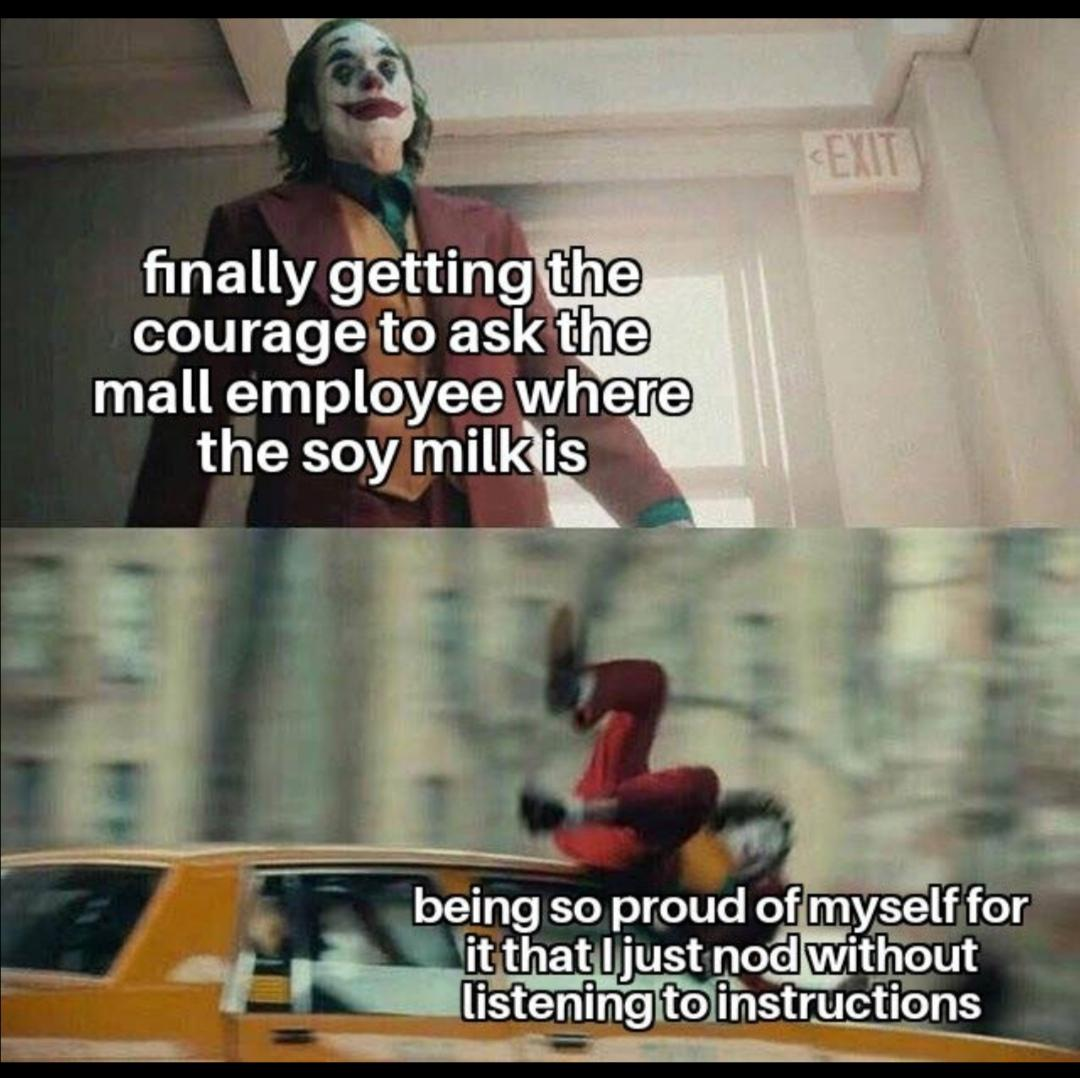 <EXIT
finally getting the
courage to ask the
mall employee where
the soy milk is
being so proud of myself for
it that I just nod without
listening to instructions